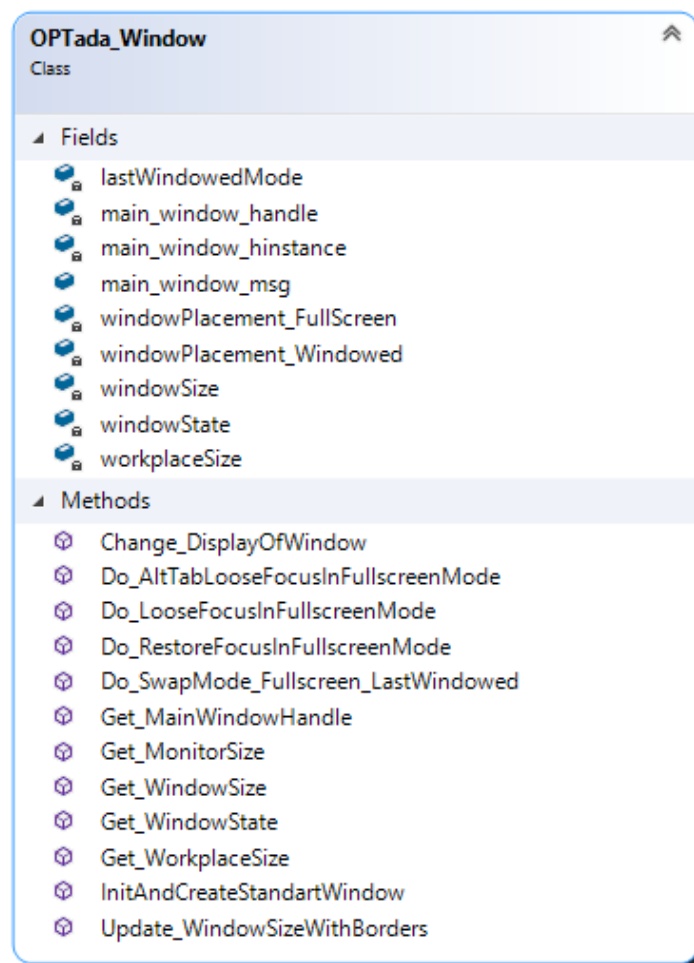 OPTada_Window
Class
Fields
lastWindowedMode
main_window_handle
main_window_hinstance
main_window_msg
windowPlacement_FullScreen
windowPlacement_Windowed
windowSize
windowState
workplaceSize
Methods
Change_DisplayOfWindow
Do_AltTabLooseFocusInFullscreenMode
Do_LooseFocusInFullscreenMode
Do_RestoreFocusInFullscreenMode
Do_SwapMode_Fullscreen_LastWindowed
Get_MainWindowHandle
Get_MonitorSize
Get_WindowSize
Get_WindowState
Get_WorkplaceSize
InitAndCreateStandartWindow
Update_WindowSizeWithBorders